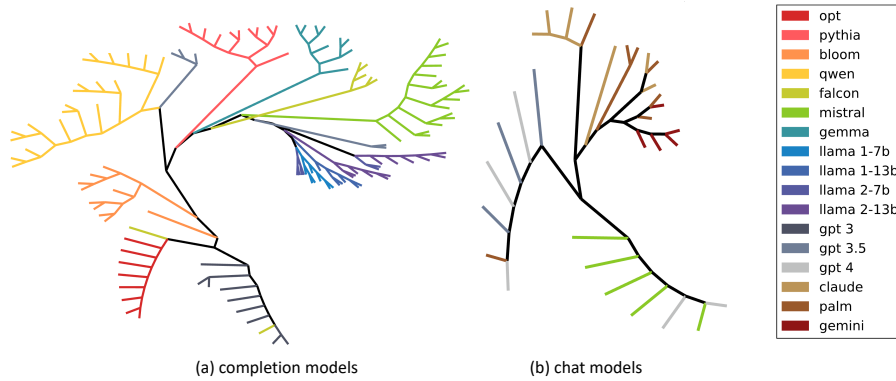 opt
pythia
bloom
qwen
falcon
mistral
gemma
llama 1-7b
llama 1-13b
llama 2-7b
llama 2-13b
gpt 3
gpt 3.5
gpt 4
claude
palm
gemini
(a) completion models
(b) chat models